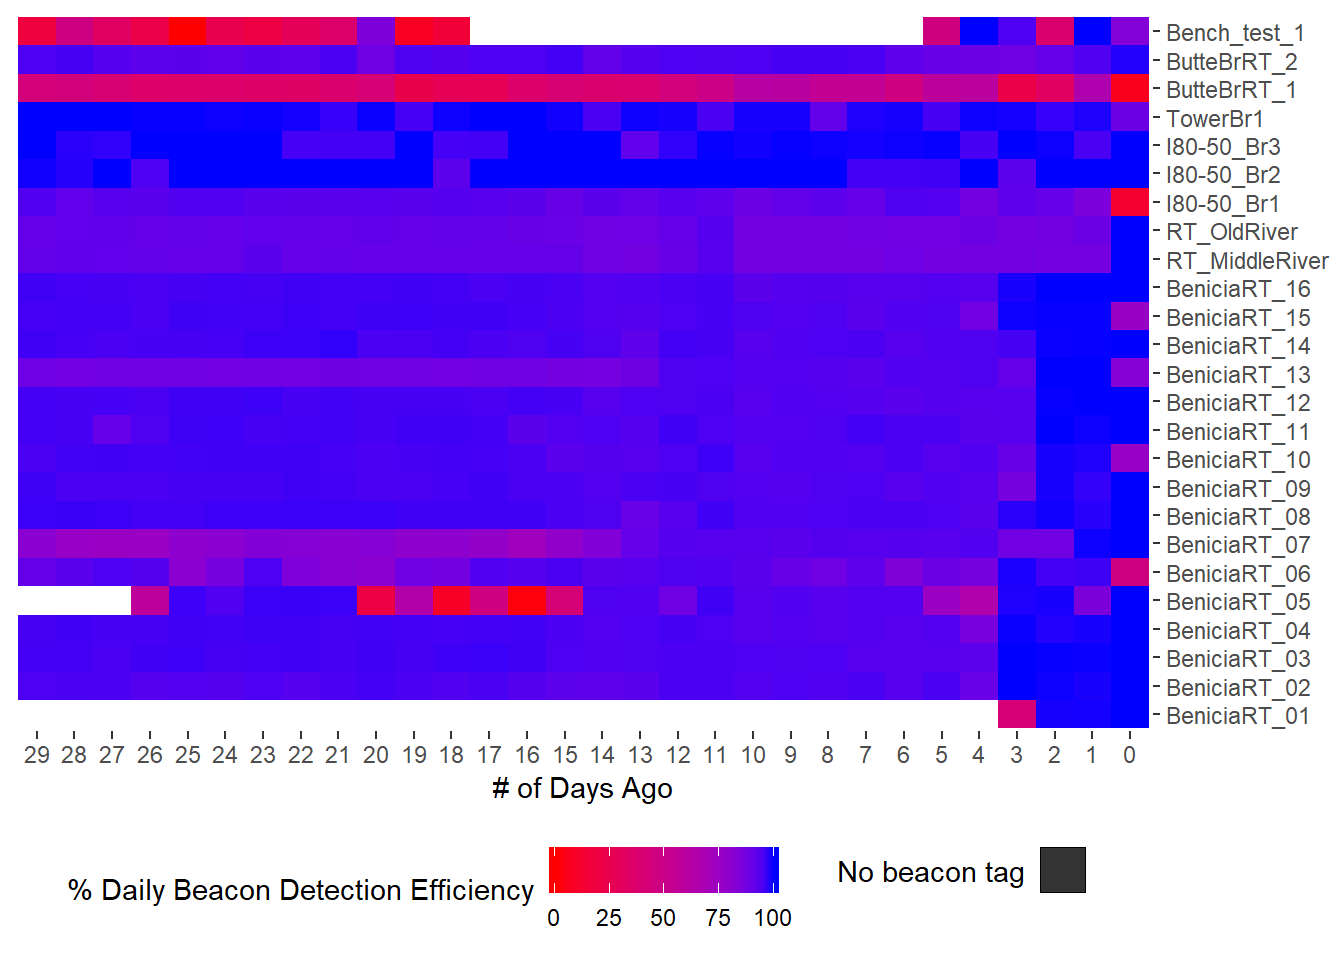 Bench_test_1
ButteBrRT_2
ButteBrRT_1
TowerBr1
I80-50_Br3
I80-50_Br2
I80-50_Br1
RT_OldRiver
RT_MiddleRiver
BeniciaRT_16
BeniciaRT_15
BeniciaRT_14
BeniciaRT_13
BeniciaRT_12
BeniciaRT_11
BeniciaRT_10
BeniciaRT_09
BeniciaRT_08
BeniciaRT_07
BeniciaRT_06
BeniciaRT_05
BeniciaRT_04
BeniciaRT_03
BeniciaRT_02
BeniciaRT_01
29 28 27 26 25 24 23 22 21 20 19 18 17 16 15 14 13 12 11 10 9 8 7 6 5 4 3 2 1 0
# of Days Ago
% Daily Beacon Detection Efficiency
0 25 50 75 100
No beacon tag